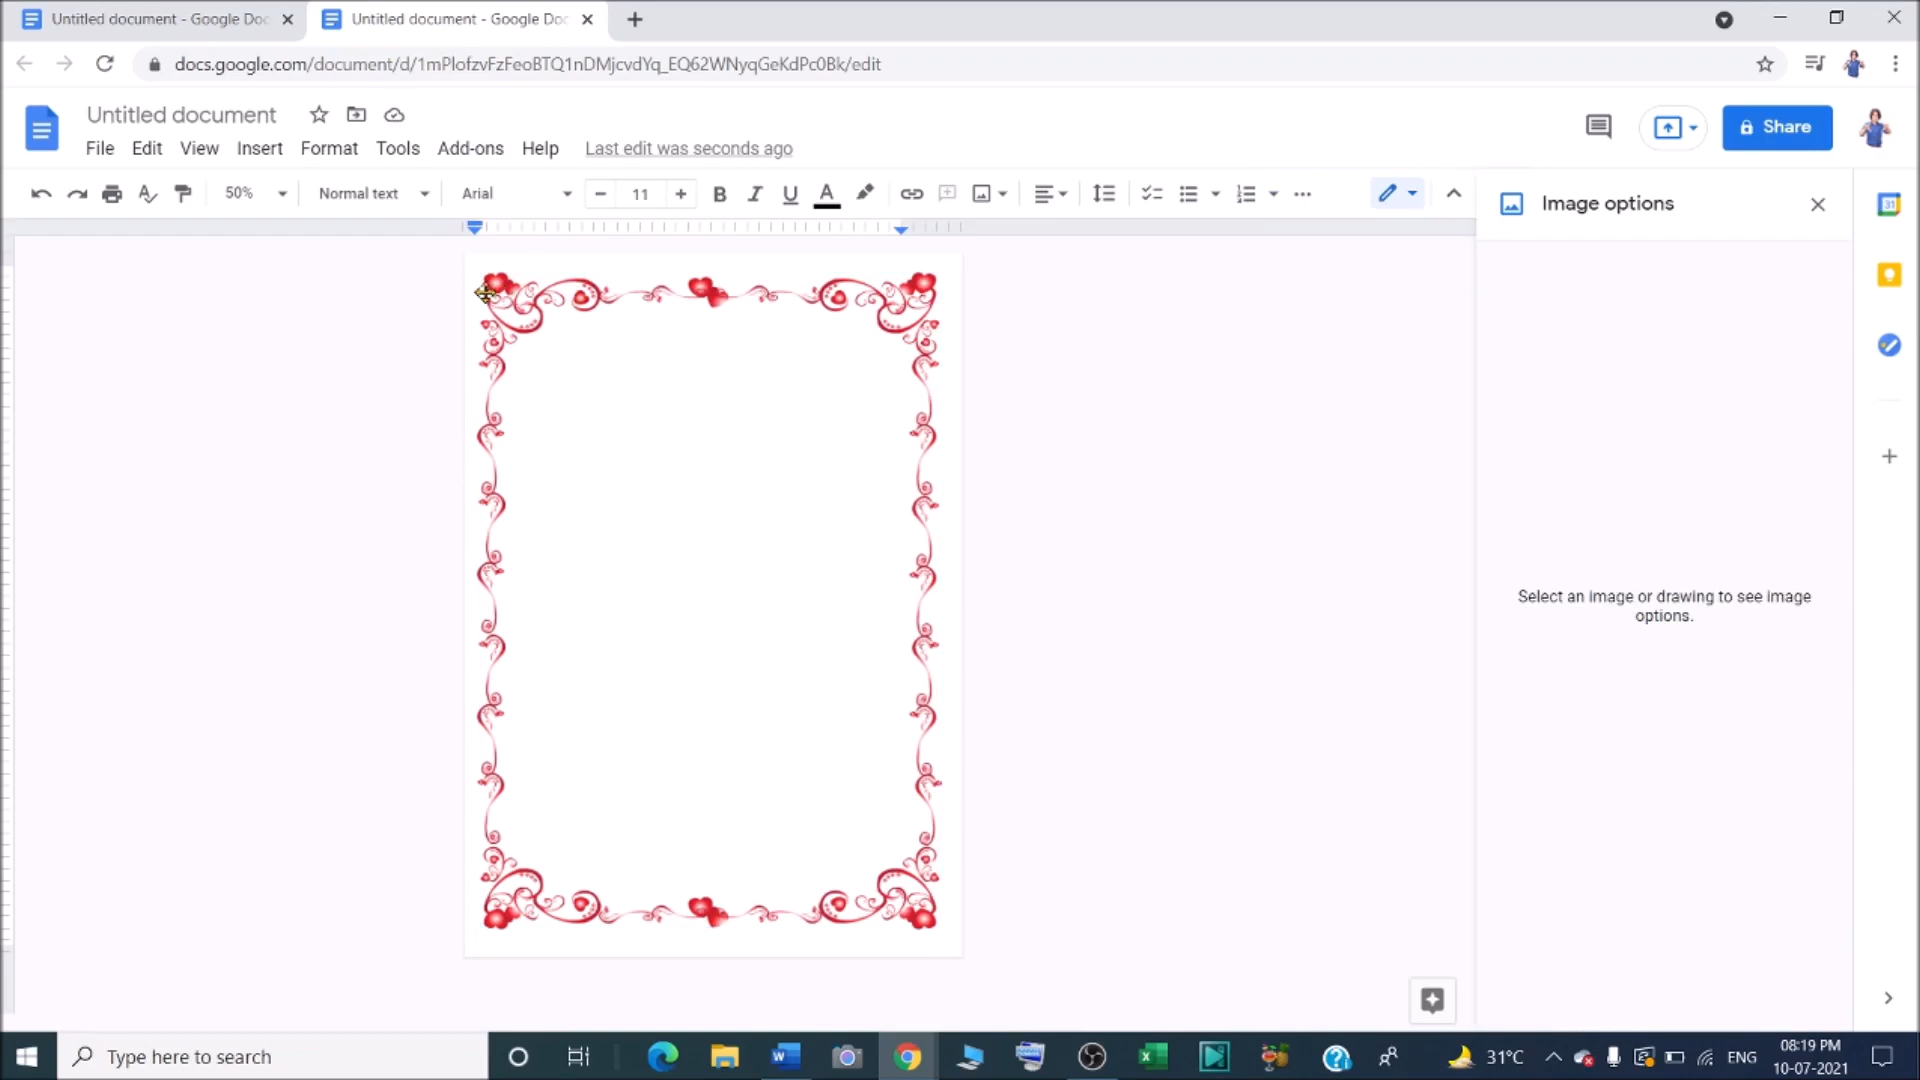 Untitled document - Google Doc
Untitled document - Google Doc
docs.google.com/document/d/1mPlofzvFzFeoBTQ1nDMjcvdYq_EQ62WNyqGeKdPc0Bk/edit
Untitled document
Share
File Edit View Insert Format Tools Add-ons Help Last edit was seconds ago
50% Normal text Arial 11 B I U A
Image options
31
Select an image or drawing to see image
options.
Type here to search
31°C ENG
08:19 PM
10-07-2021